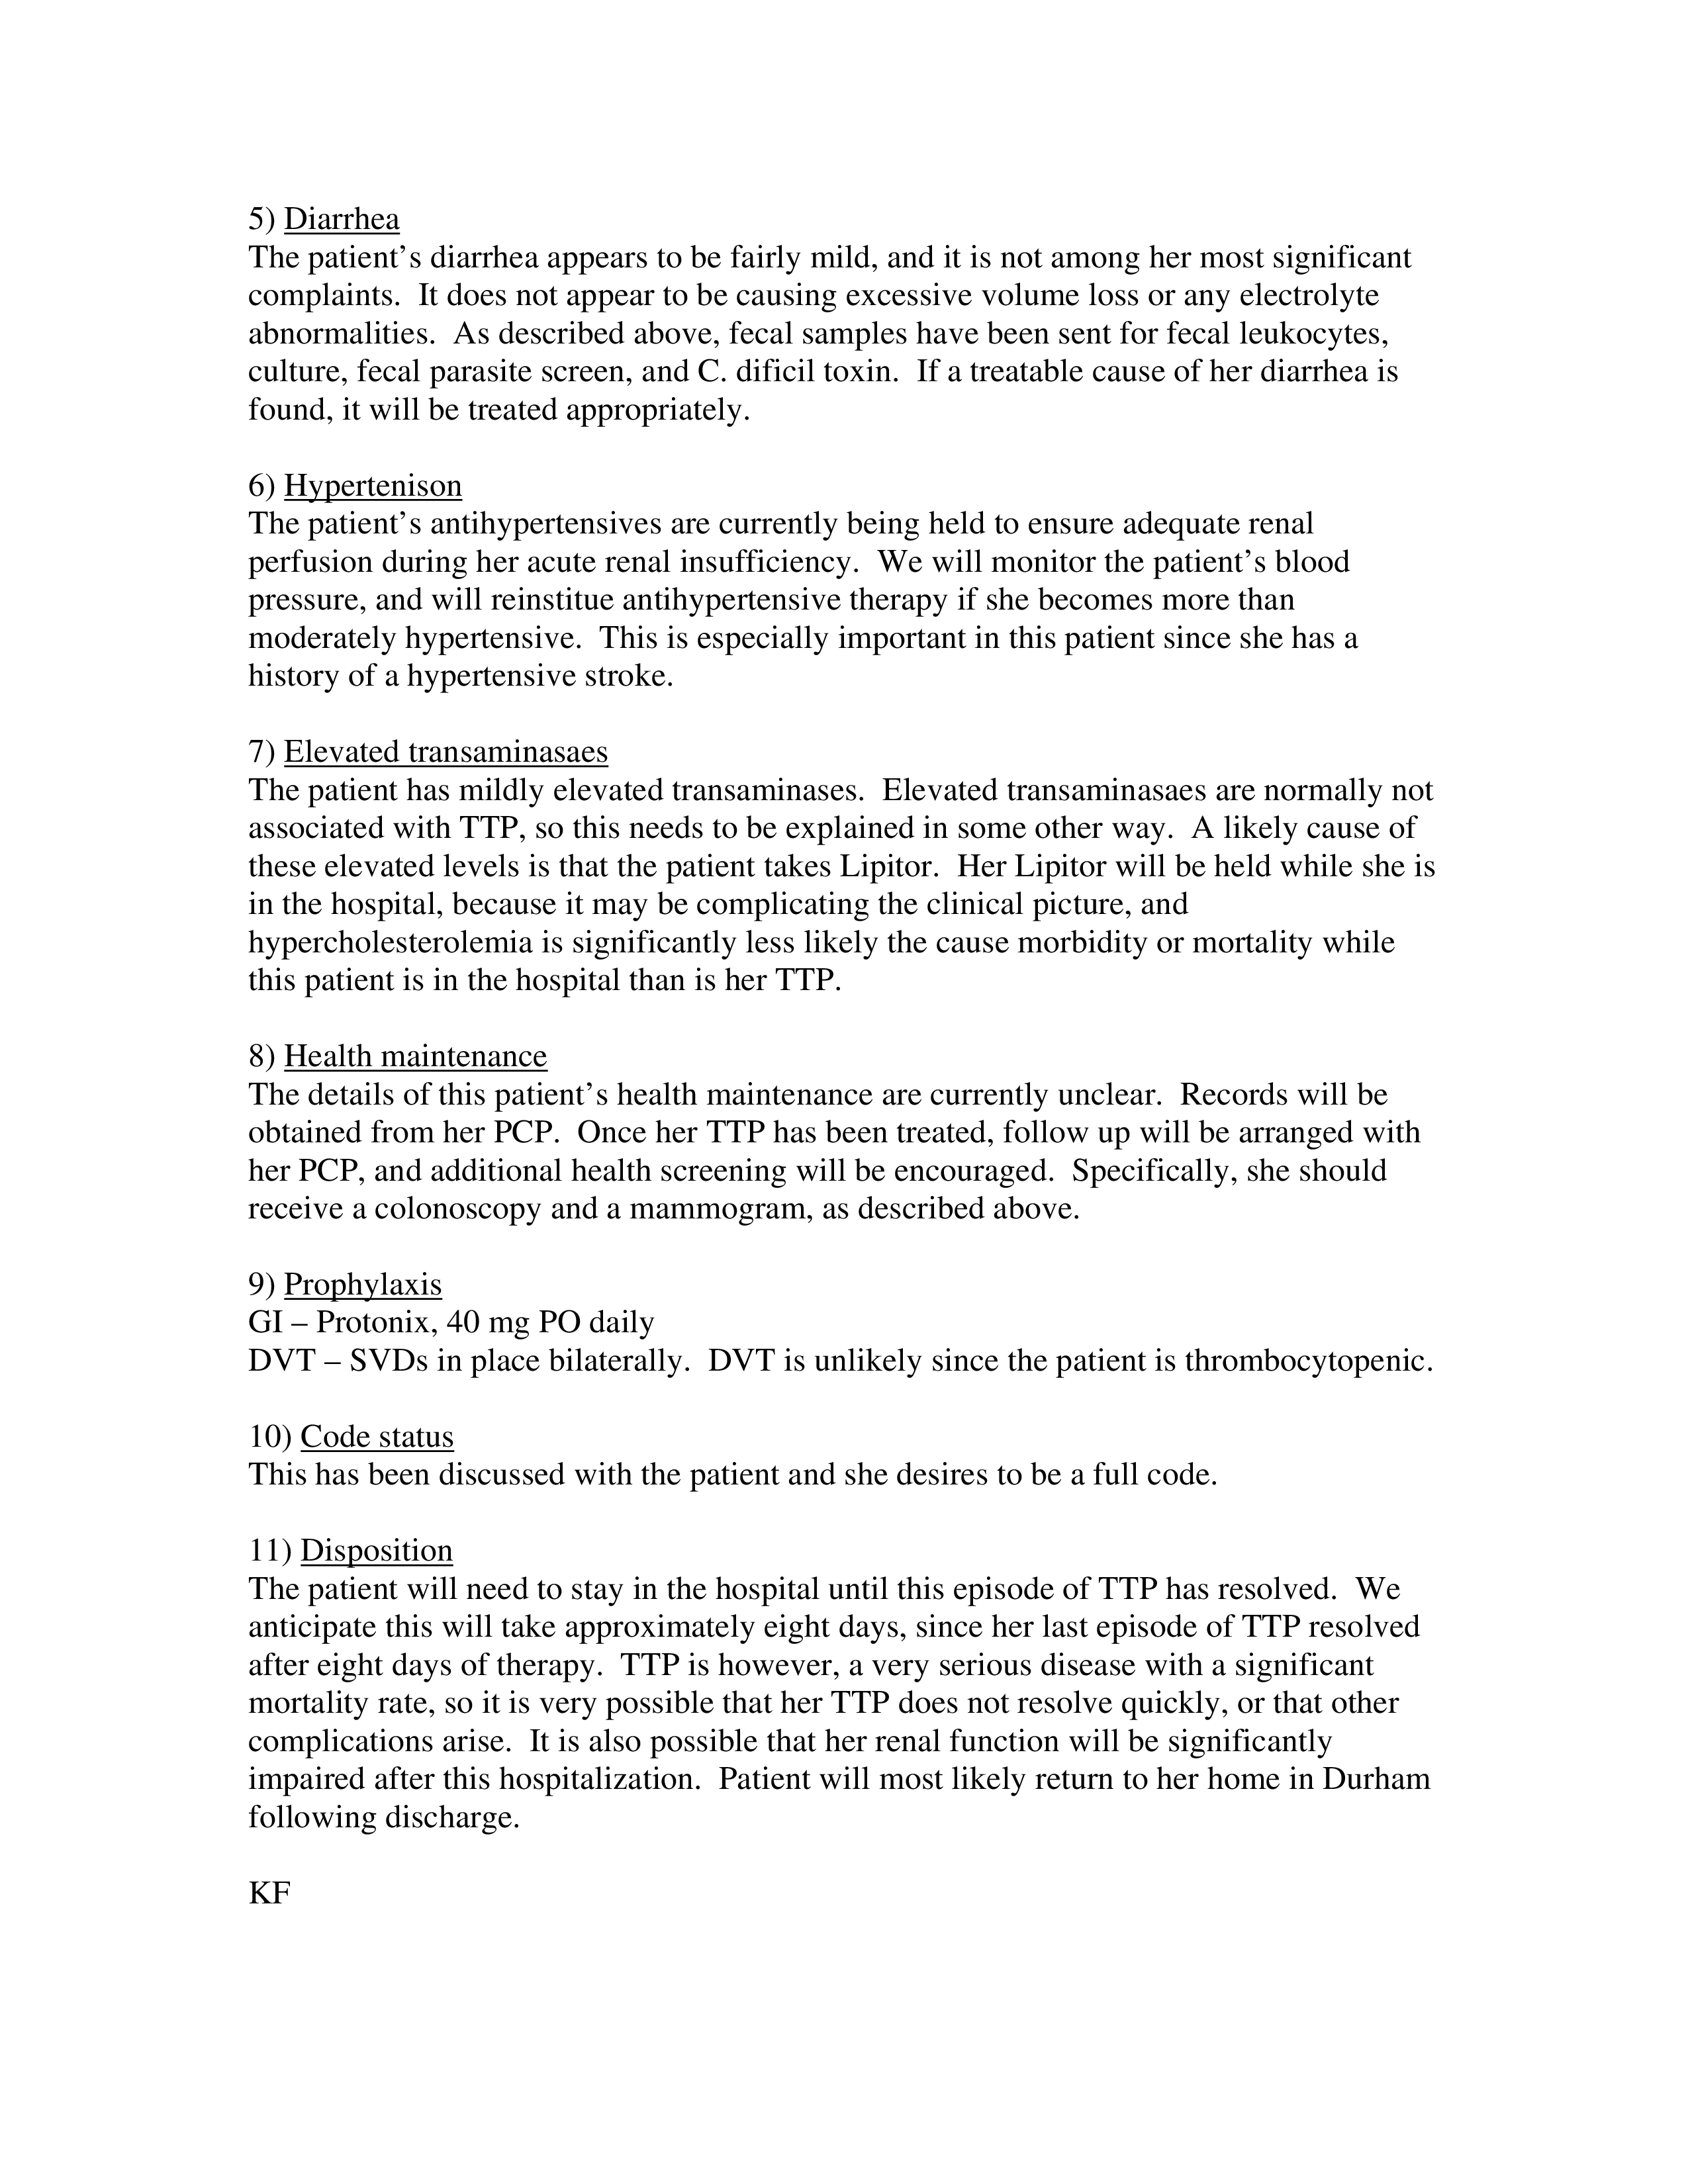 5) Diarrhea
The patient’s diarrhea appears to be fairly mild, and it is not among her most significant
complaints.  It does not appear to be causing excessive volume loss or any electrolyte
abnormalities.  As described above, fecal samples have been sent for fecal leukocytes,
culture, fecal parasite screen, and C. dificil toxin.  If a treatable cause of her diarrhea is
found, it will be treated appropriately.

6) Hypertenison
The patient’s antihypertensives are currently being held to ensure adequate renal
perfusion during her acute renal insufficiency.  We will monitor the patient’s blood
pressure, and will reinstitue antihypertensive therapy if she becomes more than
moderately hypertensive.  This is especially important in this patient since she has a
history of a hypertensive stroke.

7) Elevated transaminasaes
The patient has mildly elevated transaminases.  Elevated transaminasaes are normally not
associated with TTP, so this needs to be explained in some other way.  A likely cause of
these elevated levels is that the patient takes Lipitor.  Her Lipitor will be held while she is
in the hospital, because it may be complicating the clinical picture, and
hypercholesterolemia is significantly less likely the cause morbidity or mortality while
this patient is in the hospital than is her TTP.

8) Health maintenance
The details of this patient’s health maintenance are currently unclear.  Records will be
obtained from her PCP.  Once her TTP has been treated, follow up will be arranged with
her PCP, and additional health screening will be encouraged.  Specifically, she should
receive a colonoscopy and a mammogram, as described above.

9) Prophylaxis
GI – Protonix, 40 mg PO daily
DVT – SVDs in place bilaterally.  DVT is unlikely since the patient is thrombocytopenic.

10) Code status
This has been discussed with the patient and she desires to be a full code.

11) Disposition
The patient will need to stay in the hospital until this episode of TTP has resolved.  We
anticipate this will take approximately eight days, since her last episode of TTP resolved
after eight days of therapy.  TTP is however, a very serious disease with a significant
mortality rate, so it is very possible that her TTP does not resolve quickly, or that other
complications arise.  It is also possible that her renal function will be significantly
impaired after this hospitalization.  Patient will most likely return to her home in Durham
following discharge.

KF